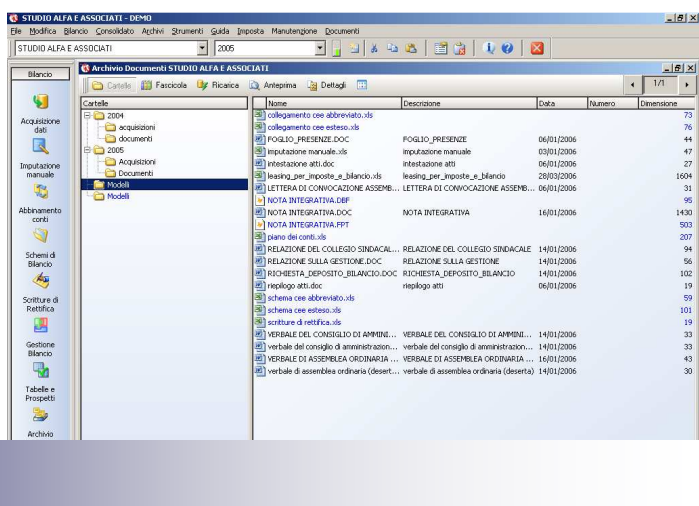 STUDIO ALFA E ASSOCIATI - DEMO
File Modifica Bilancio Consolidato Archivi Strumenti Guida Imposta Manutenzione Documenti
STUDIO ALFA E ASSOCIATI 2005
Bilancio
Acquisizione dati
Imputazione manuale
Abbinamento conti
Schemi di Bilancio
Scritture di Rettifica
Gestione Bilancio
Tabelle e Prospetti
Archivio
Archivio Documenti STUDIO ALFA E ASSOCIATI
Cartelle Fascicola Ricarica Anteprima Dettagli 1/1
Cartelle
2004
acquisizioni
documenti
2005
Acquisizioni
Documenti
Modelli
Modelli
Nome Descrizione Data Numero Dimensione
collegamento cee abbreviato.xls 73
collegamento cee esteso.xls 76
FOGLIO_PRESENZE.DOC FOGLIO_PRESENZE 06/01/2006 44
imputazione manuale.xls imputazione manuale 03/01/2006 47
intestazione atti.doc intestazione atti 06/01/2006 27
leasing_per_imposte_e_bilancio.xls leasing_per_imposte_e_bilancio 28/03/2006 1604
LETTERA DI CONVOCAZIONE ASSEMB... LETTERA DI CONVOCAZIONE ASSEMB... 06/01/2006 31
NOTA INTEGRATIVA.DBF 95
NOTA INTEGRATIVA.DOC NOTA INTEGRATIVA 16/01/2006 1430
NOTA INTEGRATIVA.FPT 503
piano dei conti.xls 207
RELAZIONE DEL COLLEGIO SINDACAL... RELAZIONE DEL COLLEGIO SINDACALE 14/01/2006 94
RELAZIONE SULLA GESTIONE.DOC RELAZIONE SULLA GESTIONE 14/01/2006 56
RICHIESTA_DEPOSITO_BILANCIO.DOC RICHIESTA_DEPOSITO_BILANCIO 14/01/2006 102
riepilogo atti.doc riepilogo atti 06/01/2006 19
schema cee abbreviato.xls 59
schema cee esteso.xls 101
scritture di rettifica.xls 19
VERBALE DEL CONSIGLIO DI AMMINI... VERBALE DEL CONSIGLIO DI AMMINI... 14/01/2006 33
verbale del consiglio di amministrazion... verbale del consiglio di amministrazion... 14/01/2006 33
VERBALE DI ASSEMBLEA ORDINARIA ... VERBALE DI ASSEMBLEA ORDINARIA ... 16/01/2006 43
verbale di assemblea ordinaria (desert... verbale di assemblea ordinaria (deserta) 14/01/2006 30